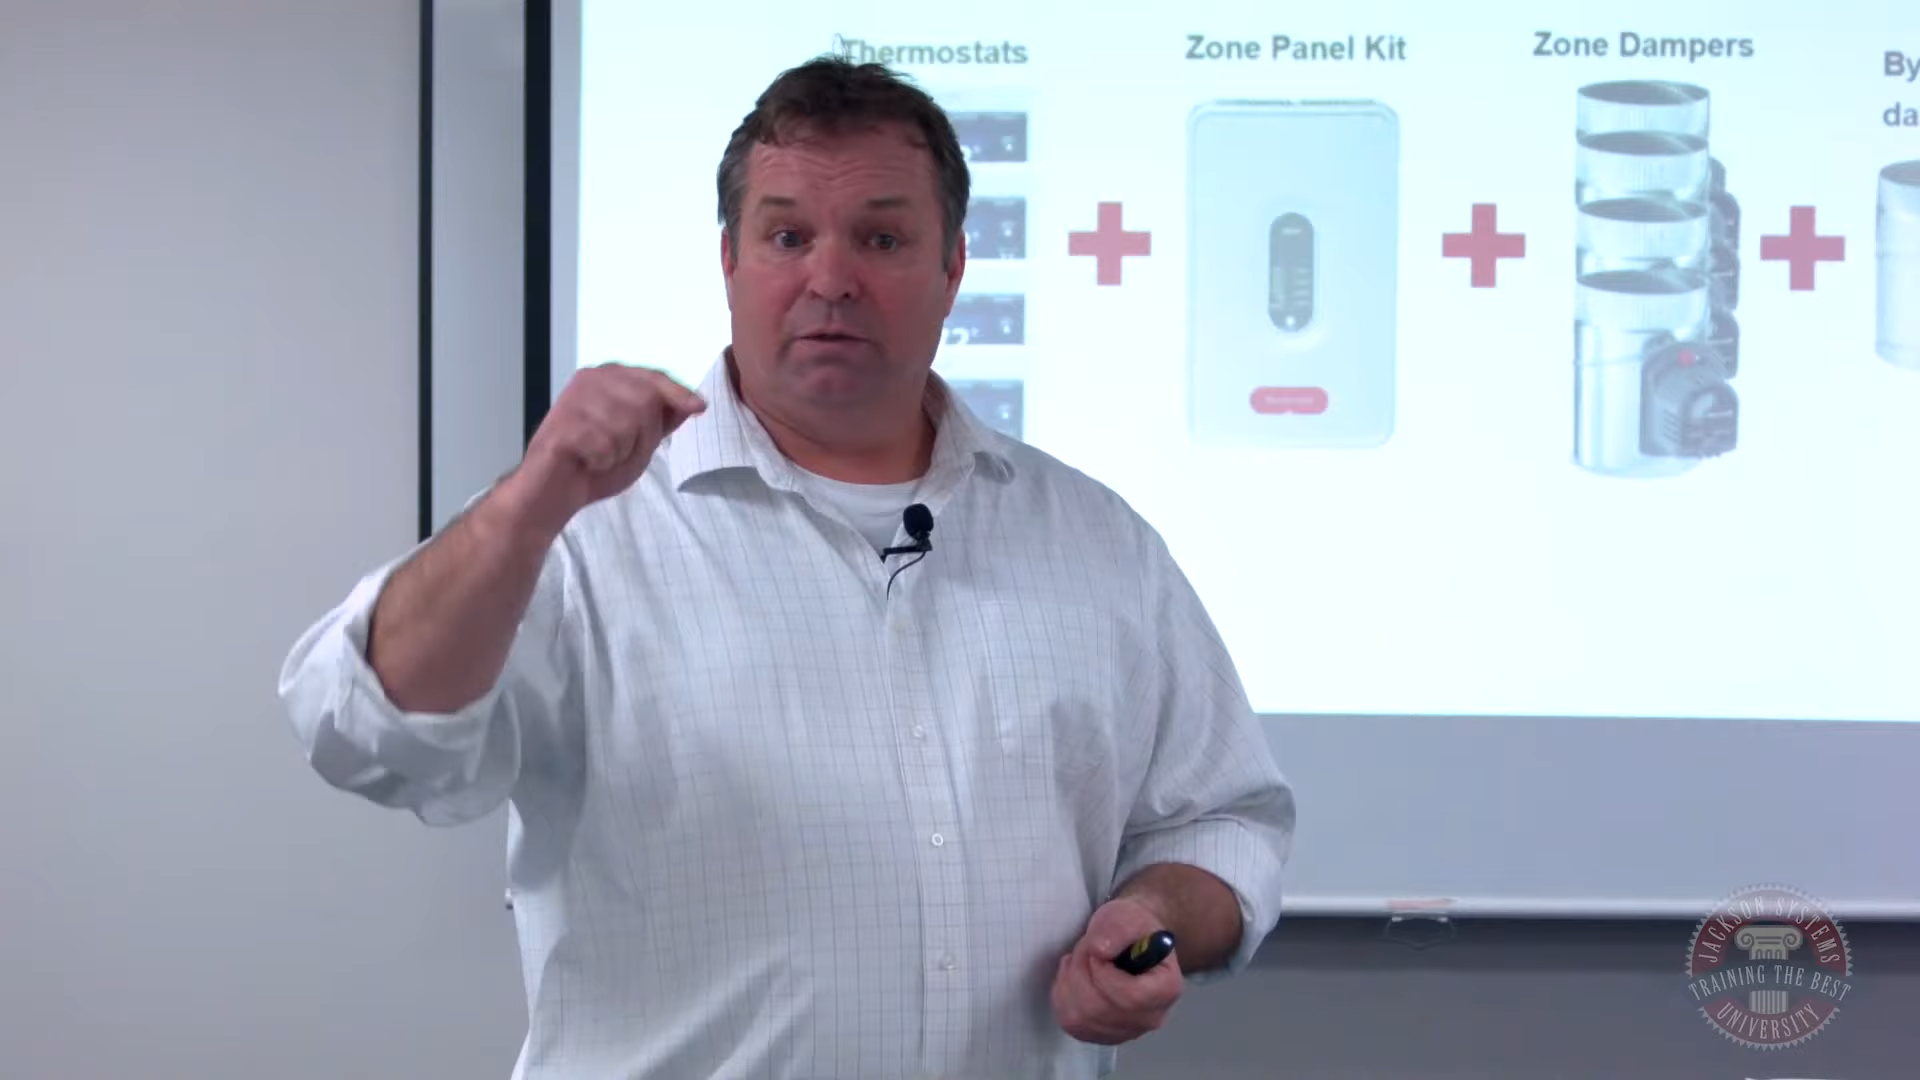 Thermostats
Zone Panel Kit
Zone Dampers
By
da
JACKSON SYSTEMS
TRAINING THE BEST
UNIVERSITY